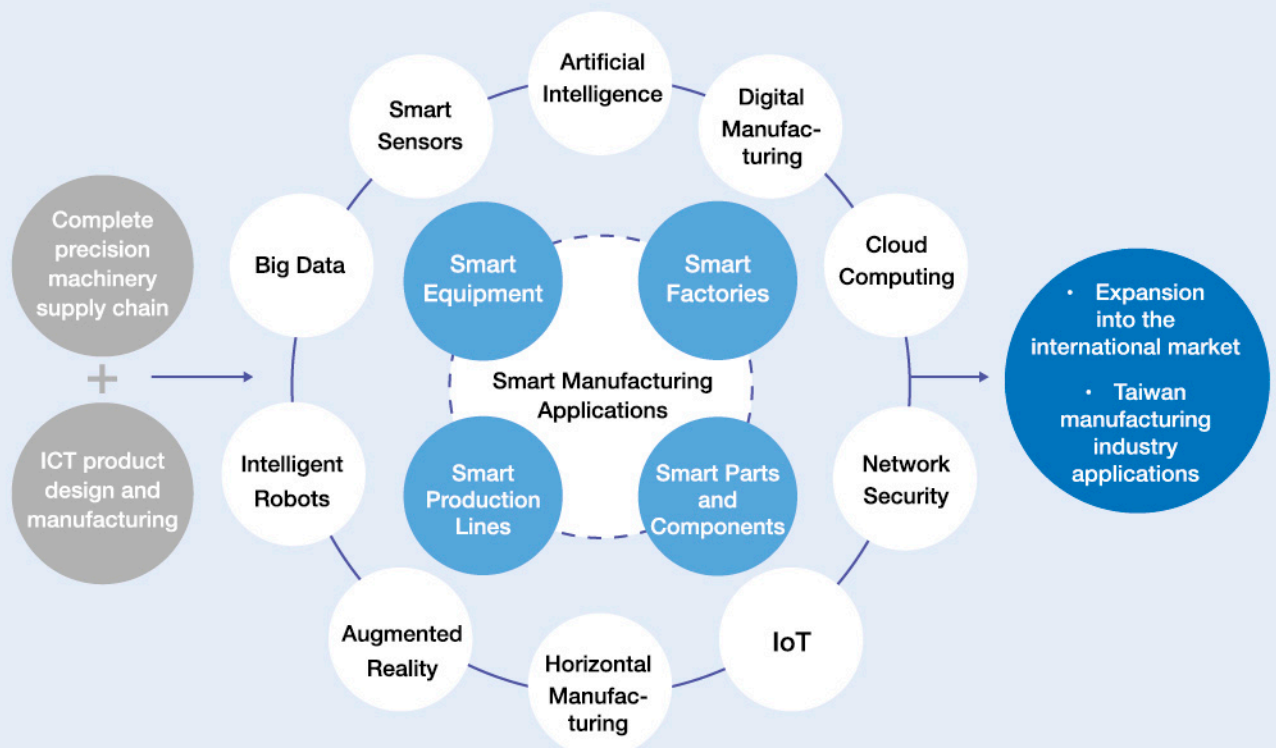 Artificial
Intelligence
Smart
Sensors
Digital
Manufac-
turing
Complete
precision
machinery
supply chain
Big Data
Smart
Equipment
Smart
Factories
Cloud
Computing
+
Smart Manufacturing
Applications
• Expansion
into the
international market
• Taiwan
manufacturing
industry
applications
ICT product
design and
manufacturing
Intelligent
Robots
Smart
Production
Lines
Smart Parts
and
Components
Network
Security
Augmented
Reality
Horizontal
Manufac-
turing
IoT